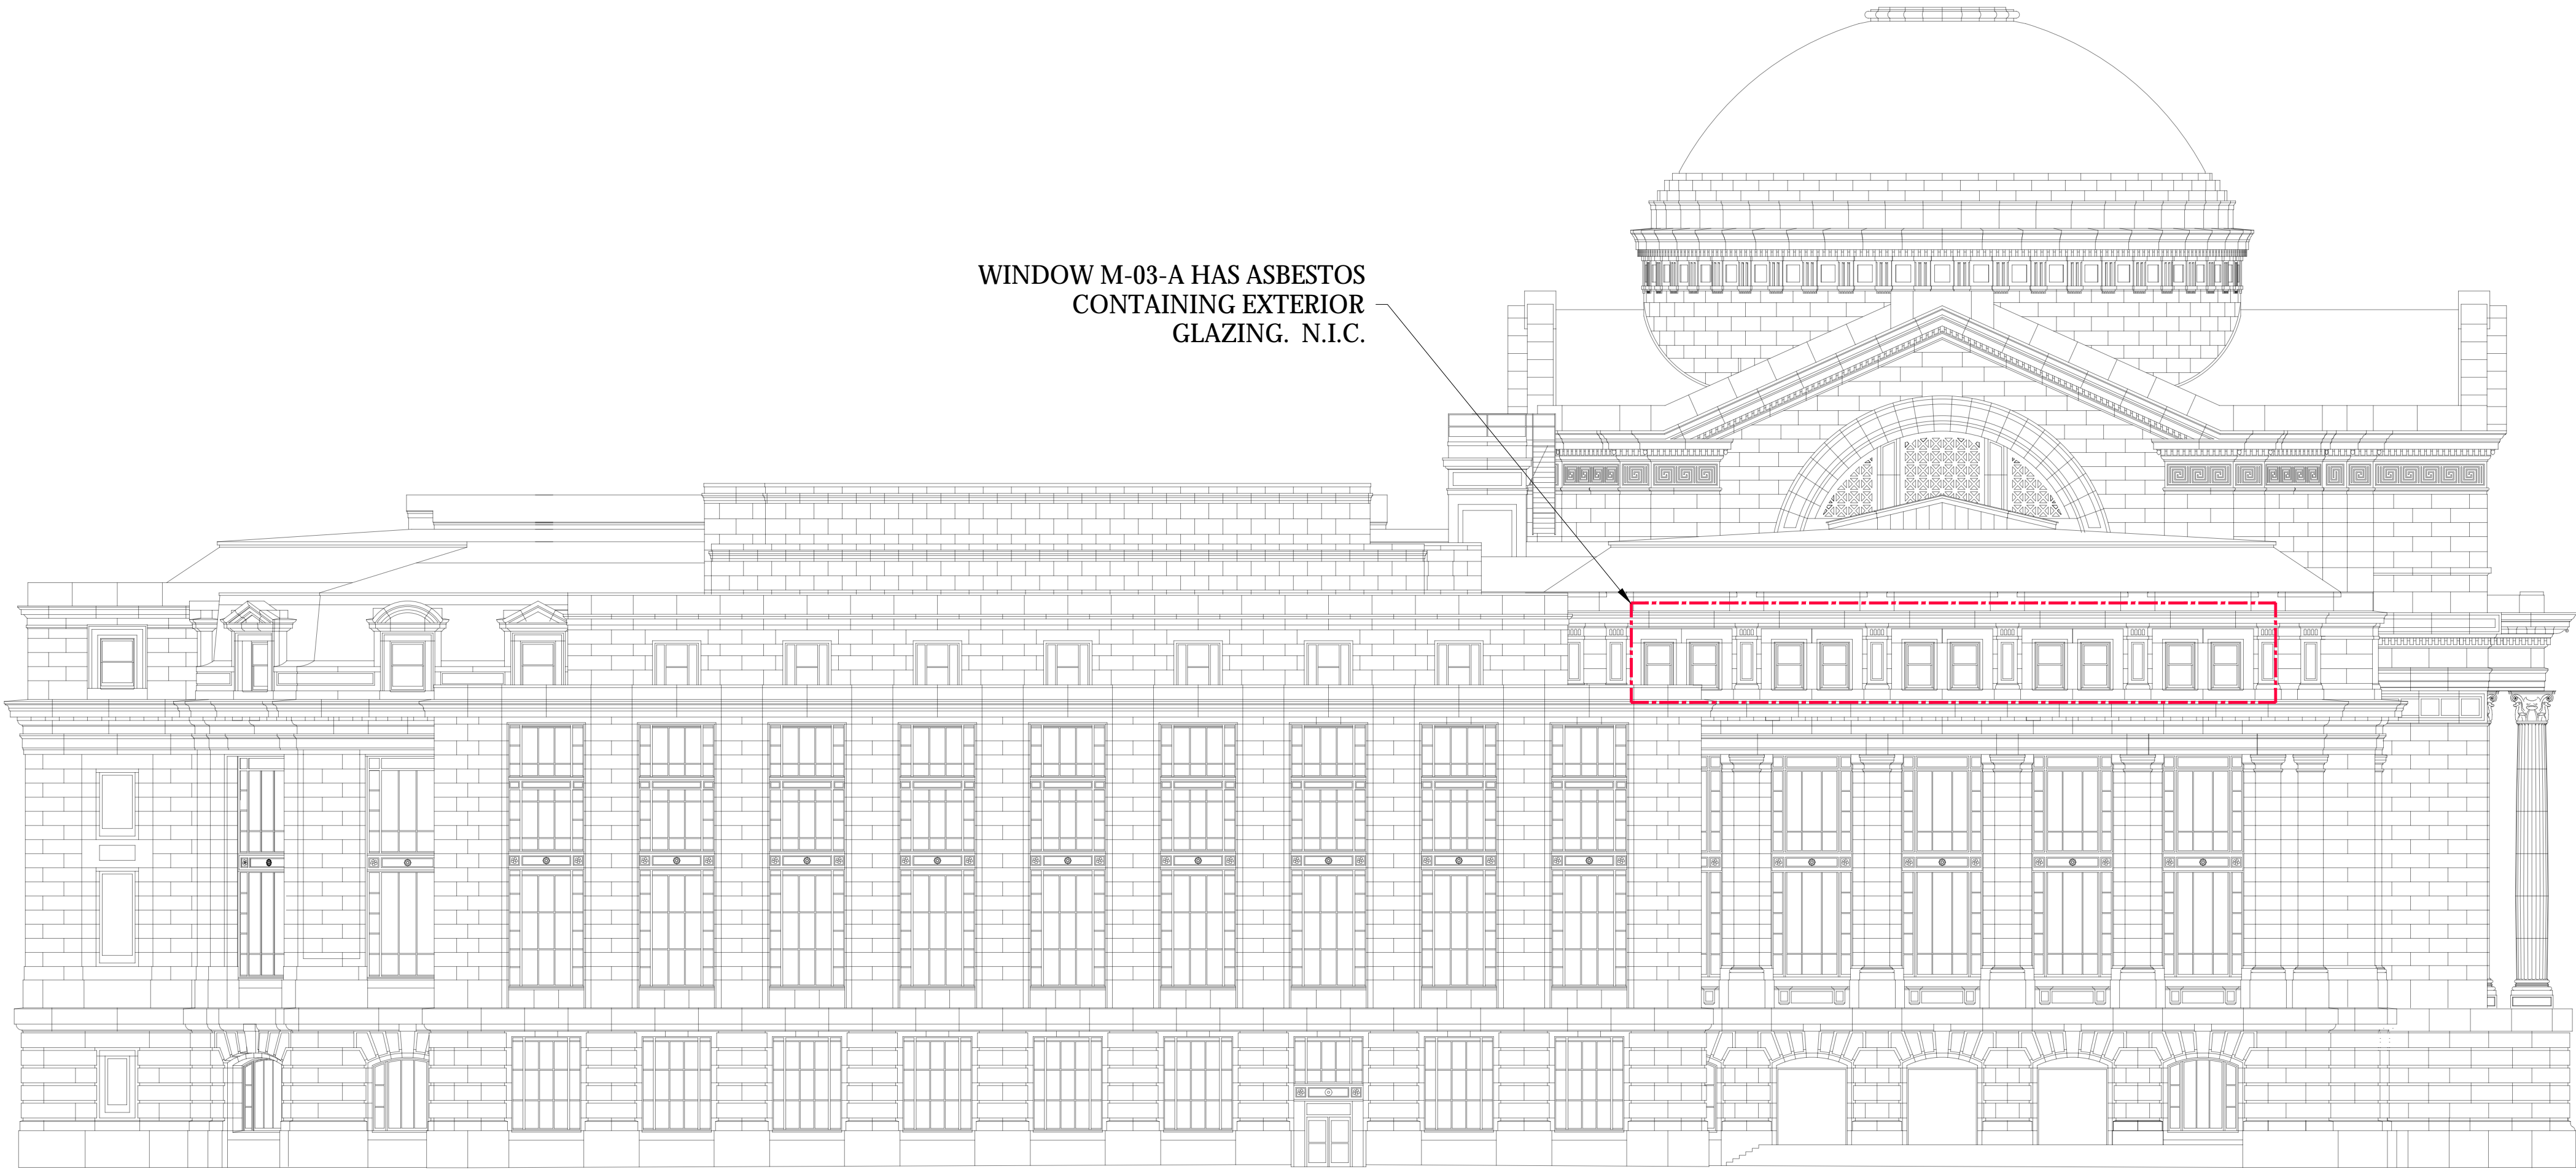 WINDOW M-03-A HAS ASBESTOS
CONTAINING EXTERIOR
GLAZING. N.I.C.